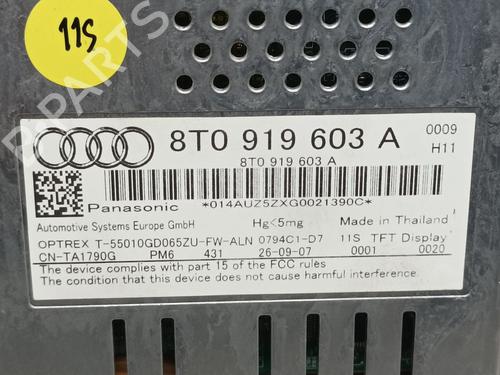 11S
B-PARTS
8T0 919 603 A
0009
H11
8T0 919 603 A
Panasonic
*014AUZ5ZXG0021390C*
Automotive Systems Europe GmbH
Hg<5mg
Made in Thailand
OPTREX T-55010GD065ZU-FW-ALN 0794C1-D7 11S TFT Display
CN-TA1790G PM6 431 26-09-07 0001 0020
The device complies with part 15 of the FCC rules
The condition that this device does not cause harmful interference.